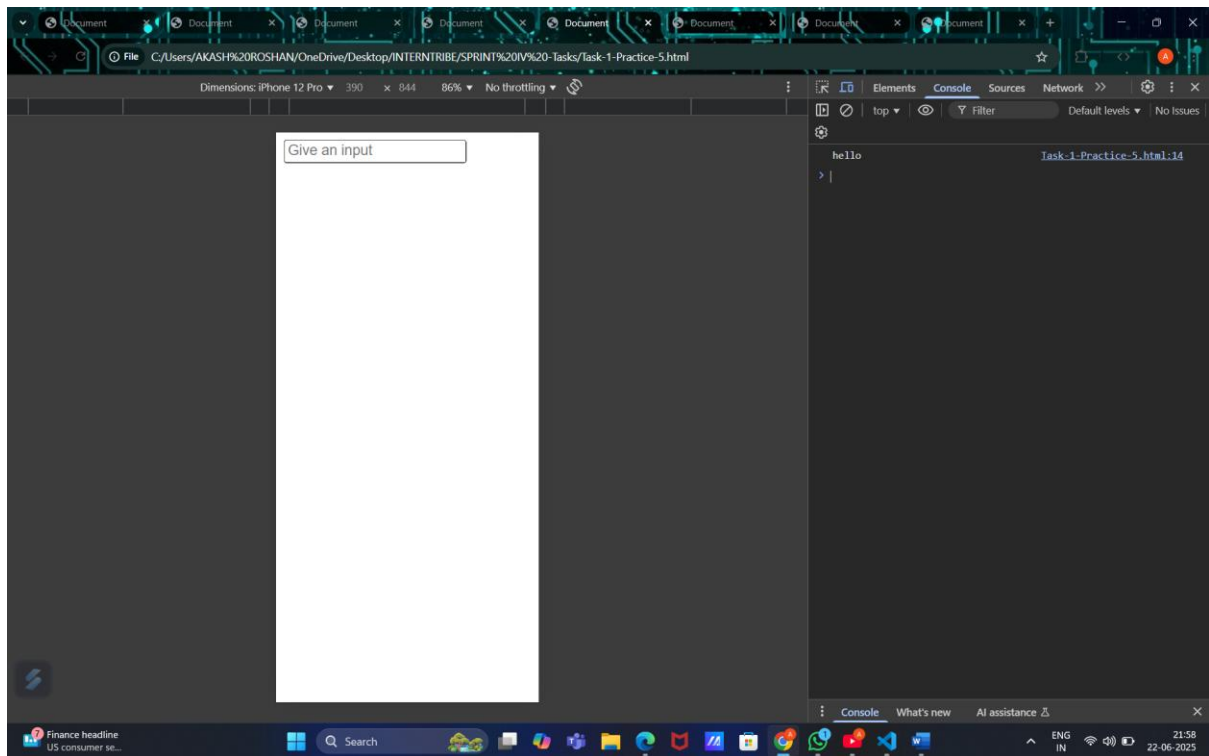 Document Document Document Document Document Document Document Document
File C:/Users/AKASH%20ROSHAN/OneDrive/Desktop/INTERNTRIBE/SPRINT%20IV%20-Tasks/Task-1-Practice-5.html A
Dimensions: iPhone 12 Pro 390 × 844 86% No throttling
Elements Console Sources Network
top Filter Default levels No Issues
Give an input
hello Task-1-Practice-5.html:14
Console What's new AI assistance
7 Finance headline
US consumer se...
Search
ENG
IN
21:58
22-06-2025